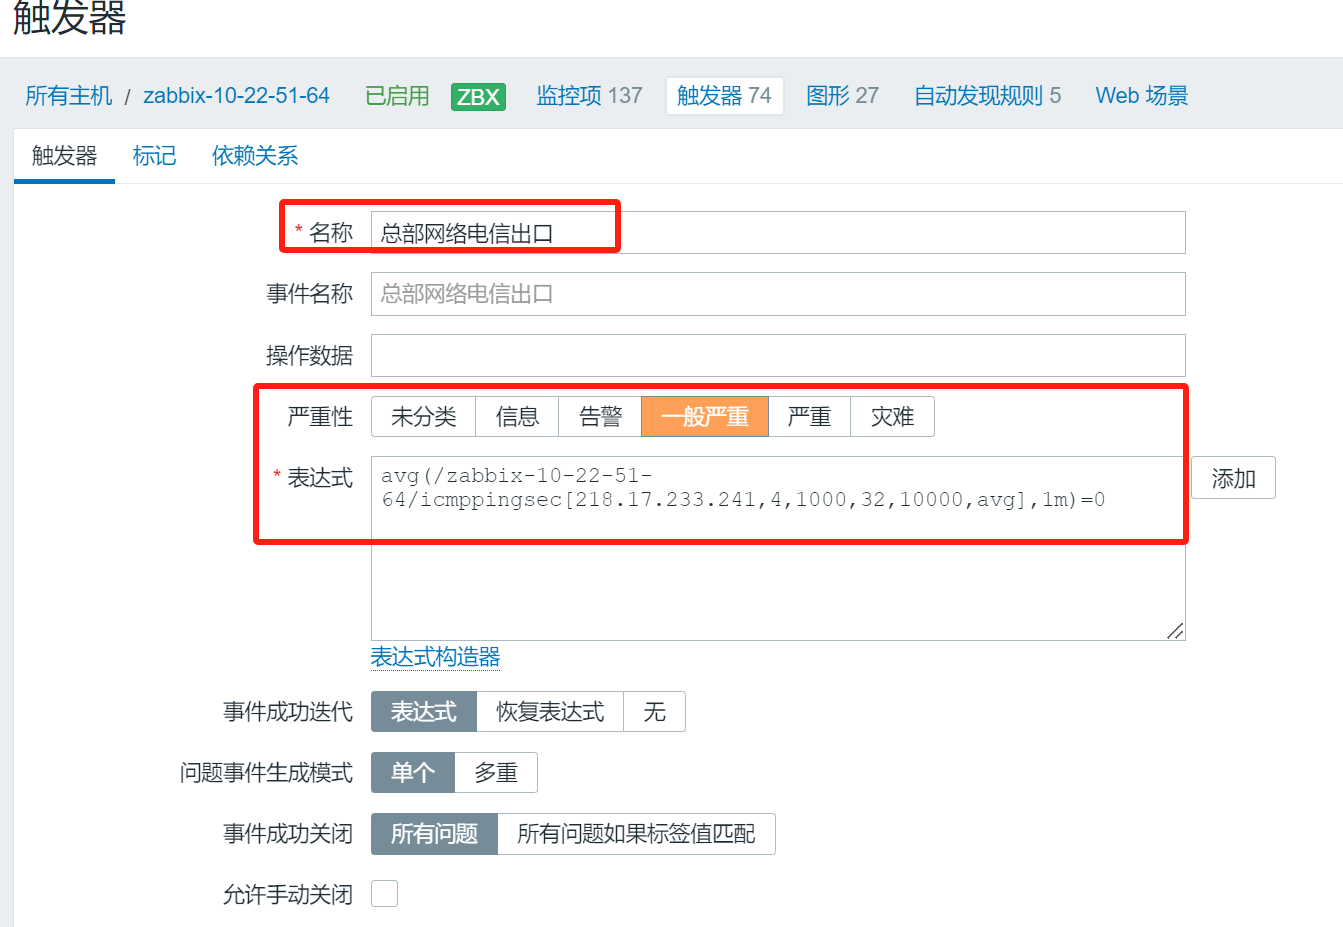 触发器
所有主机 / zabbix-10-22-51-64 已启用 ZBX 监控项 137 触发器 74 图形 27 自动发现规则 5 Web 场景
触发器 标记 依赖关系
* 名称 总部网络电信出口
事件名称 总部网络电信出口
操作数据
严重性 未分类 信息 告警 一般严重 严重 灾难
* 表达式 avg(/zabbix-10-22-51-
64/icmppingsec[218.17.233.241,4,1000,32,10000,avg],1m)=0
添加
表达式构造器
事件成功迭代 表达式 恢复表达式 无
问题事件生成模式 单个 多重
事件成功关闭 所有问题 所有问题如果标签值匹配
允许手动关闭